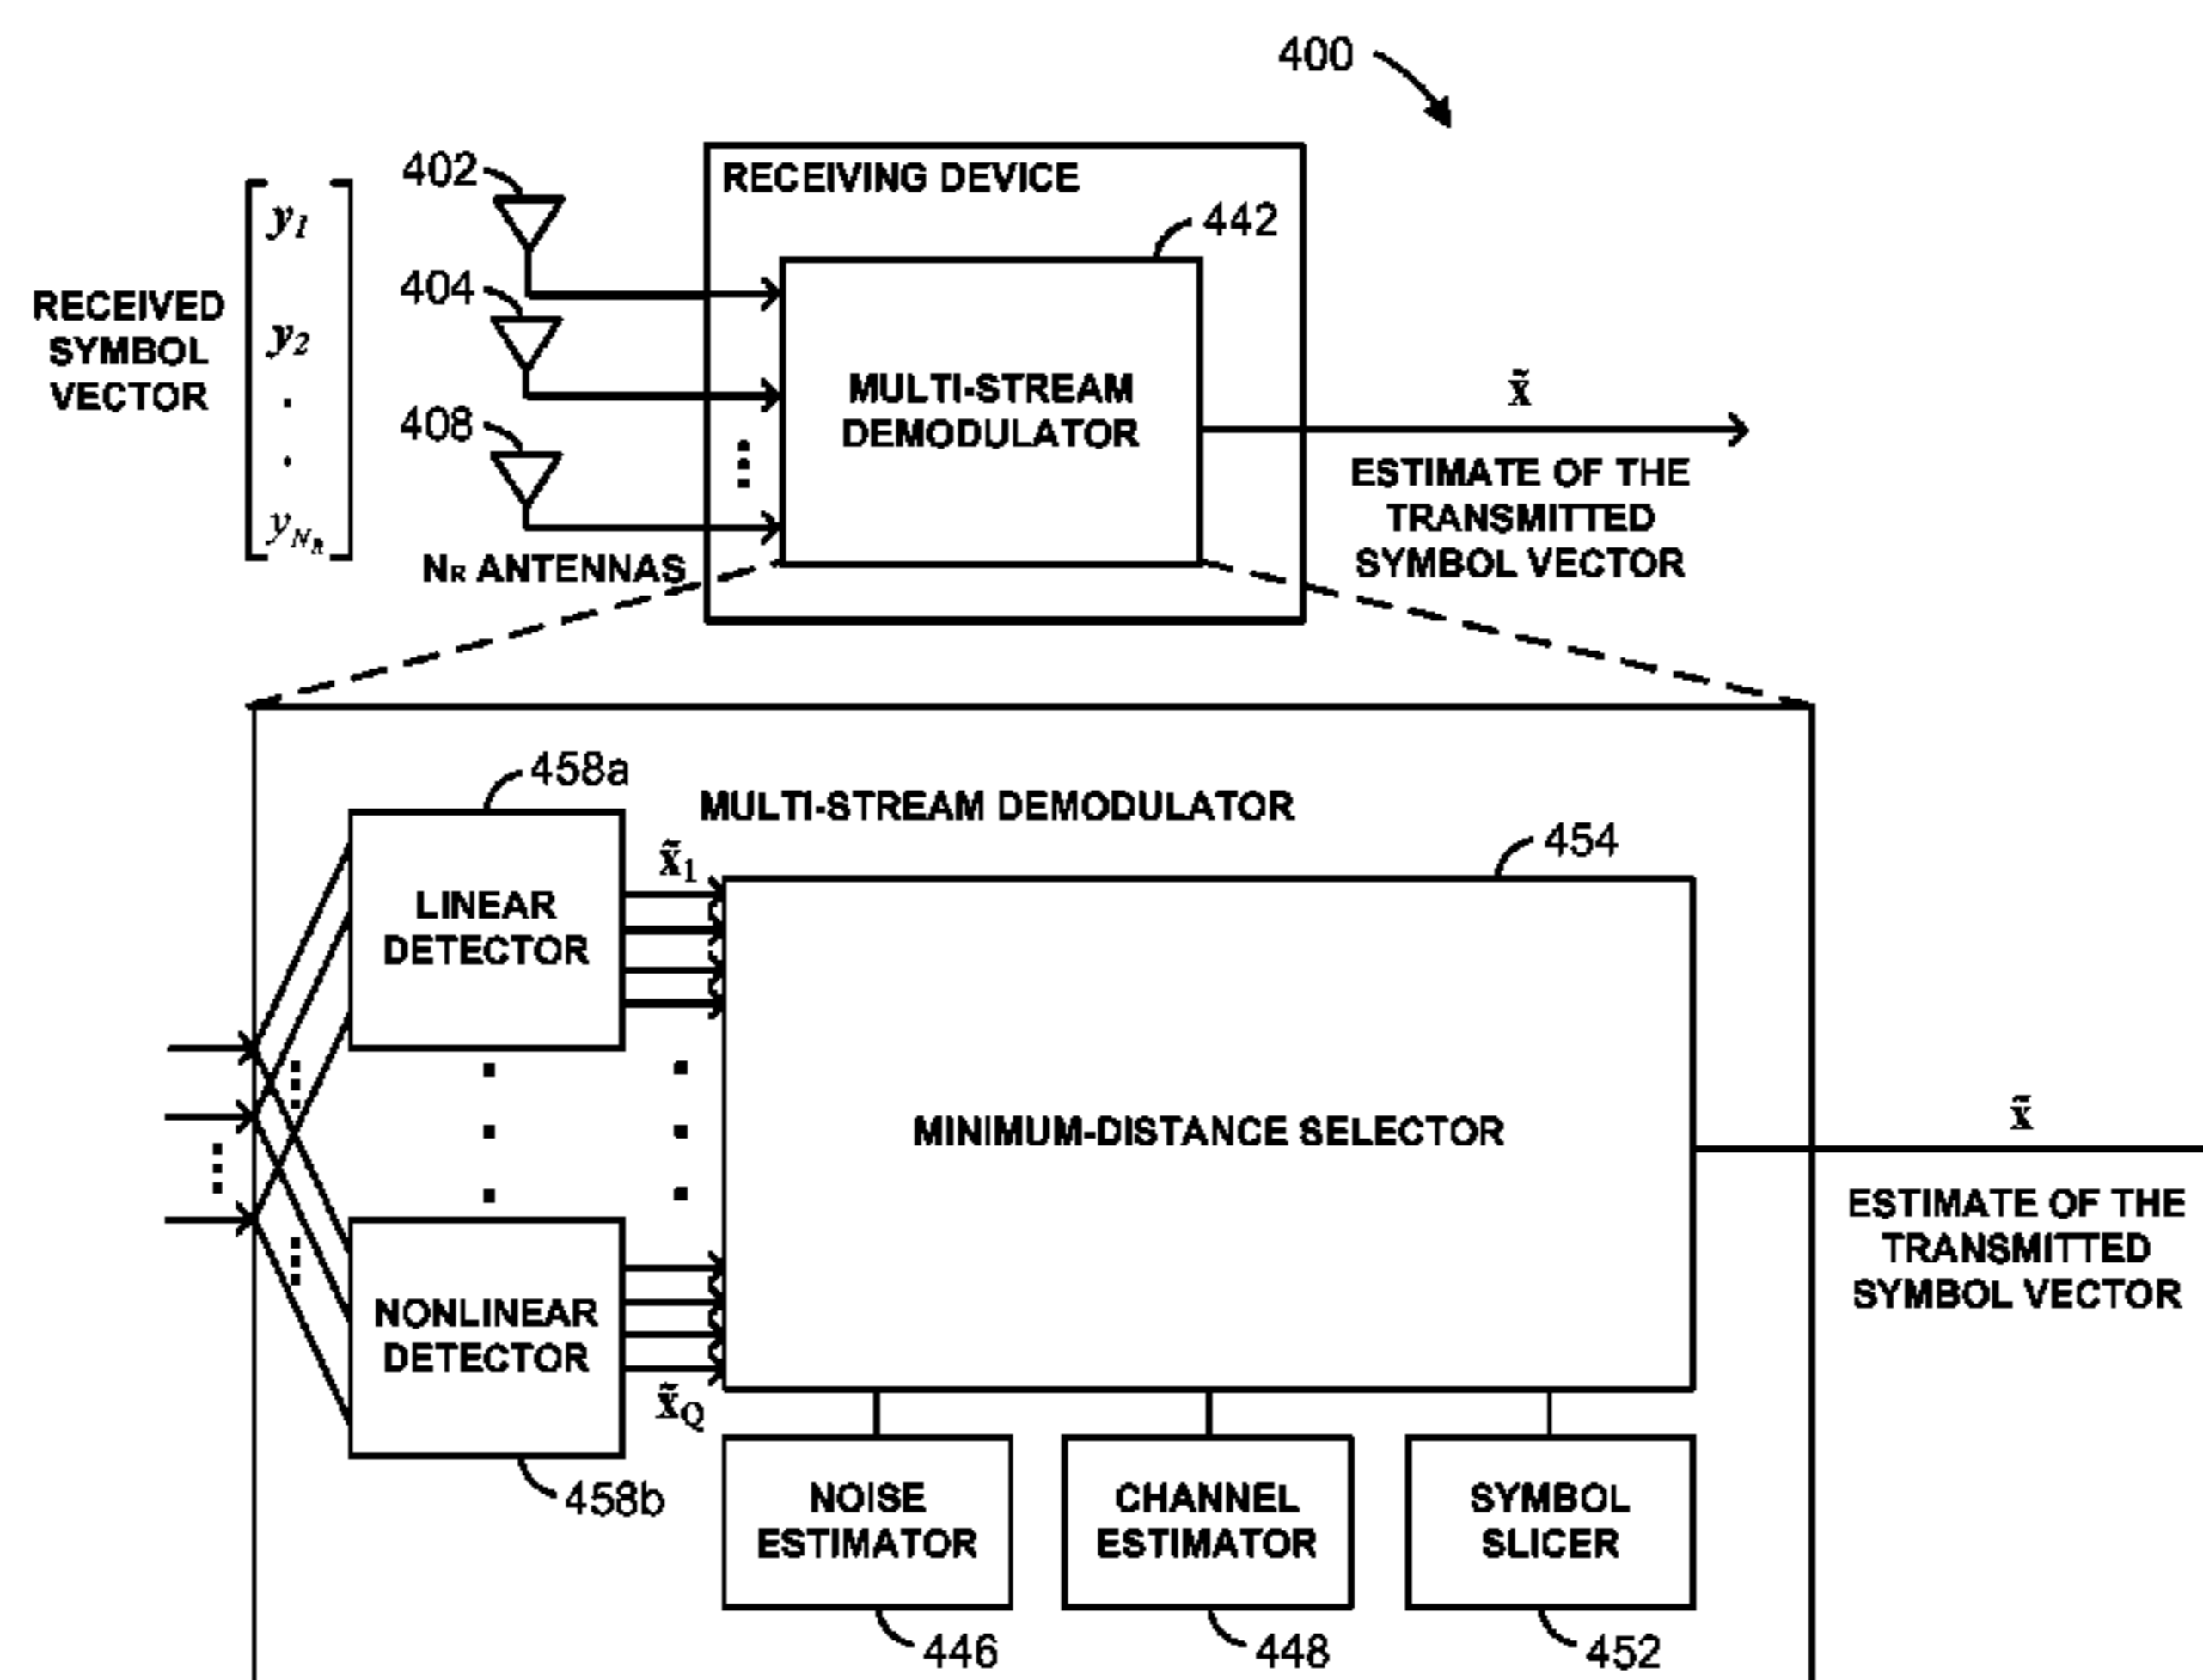 400
402
RECEIVING DEVICE
y1
442
404
RECEIVED
SYMBOL
VECTOR
y2
.
.
x̃
MULTI-STREAM
DEMODULATOR
408
ESTIMATE OF THE
TRANSMITTED
SYMBOL VECTOR
yNR
NR ANTENNAS
458a
MULTI-STREAM DEMODULATOR
454
x̃1
LINEAR
DETECTOR
MINIMUM-DISTANCE SELECTOR
x̃
ESTIMATE OF THE
TRANSMITTED
SYMBOL VECTOR
NONLINEAR
DETECTOR
x̃Q
458b
NOISE
ESTIMATOR
CHANNEL
ESTIMATOR
SYMBOL
SLICER
446
448
452